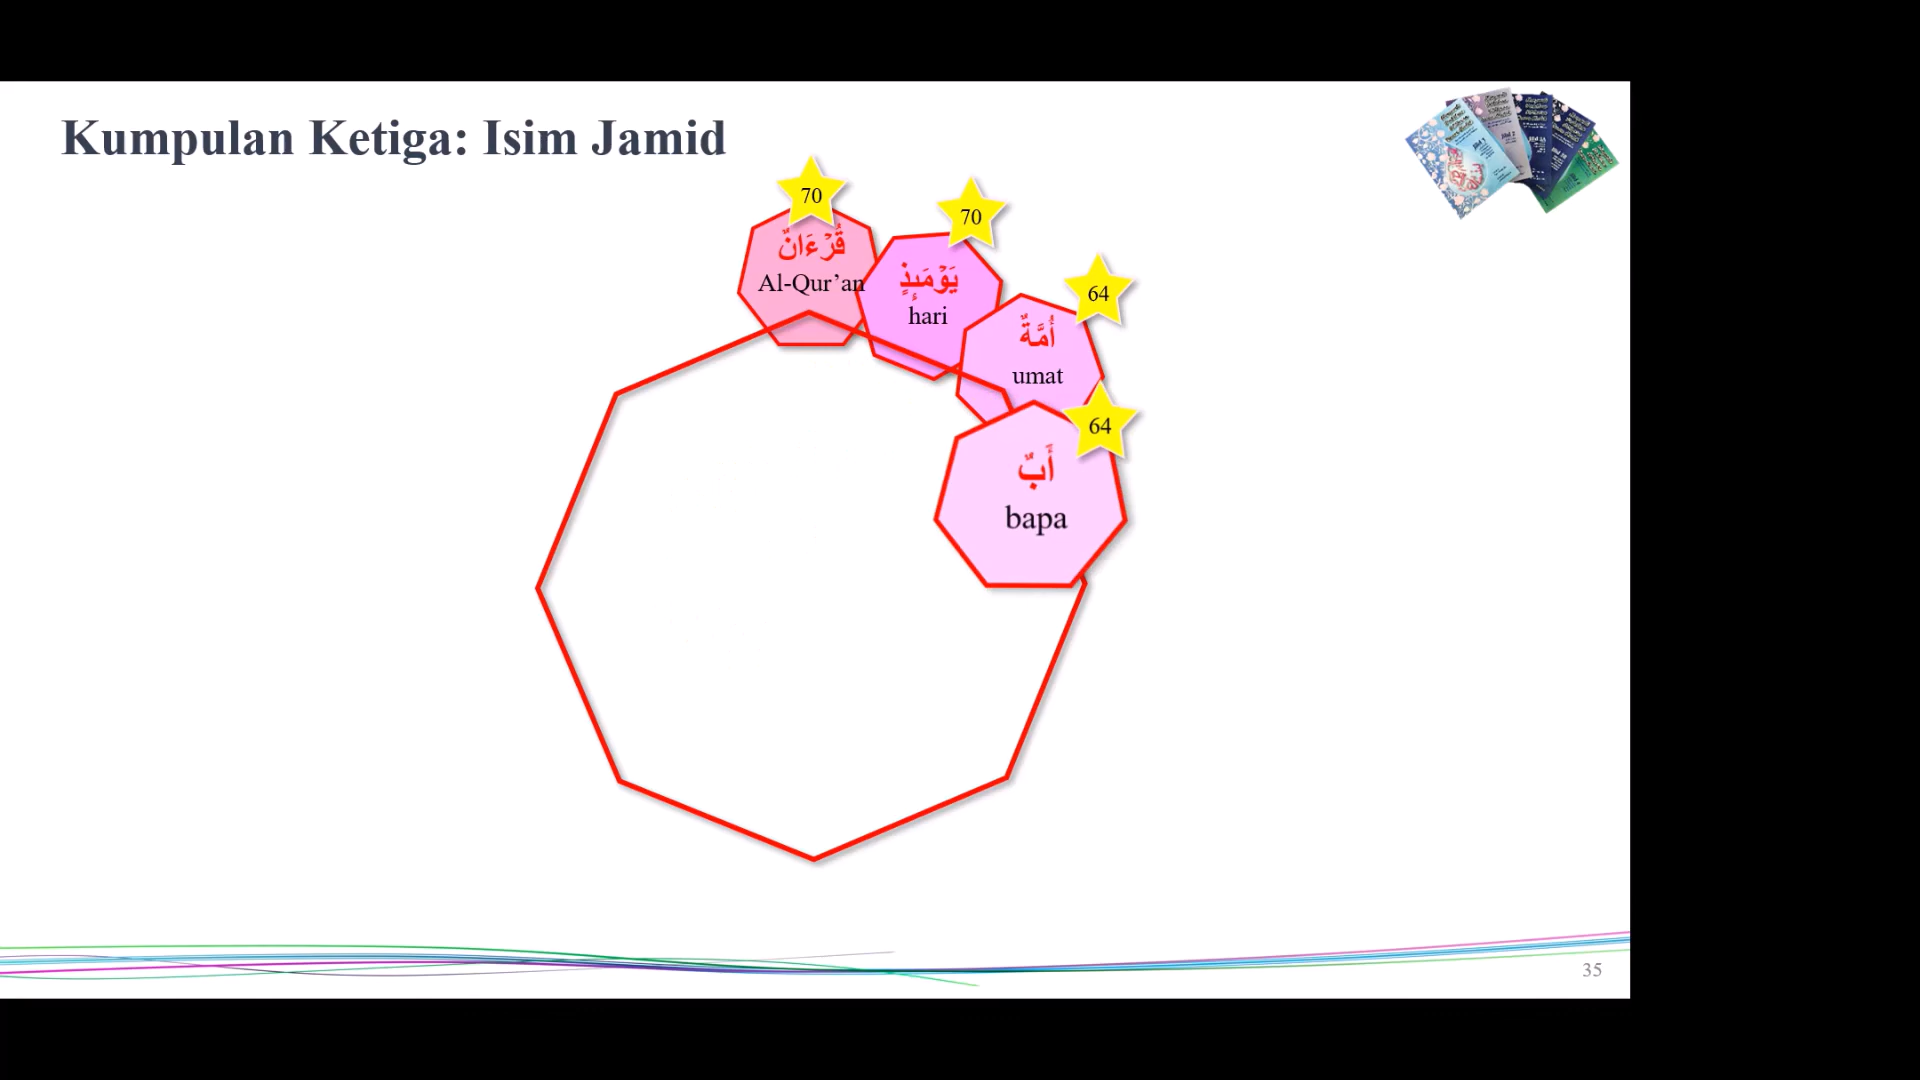 Kumpulan Ketiga: Isim Jamid
70
قُرْءَانٌ
Al-Qur’an
70
يَوْمَىِٕذٍ
hari
64
أُمَّةٌ
umat
64
أَبٌ
bapa
35